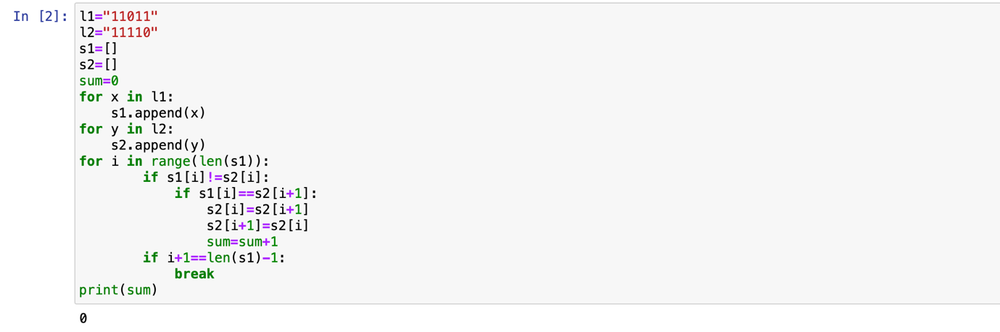 In [2]: l1="11011"
l2="11110"
s1=[]
s2=[]
sum=0
for x in l1:
    s1.append(x)
for y in l2:
    s2.append(y)
for i in range(len(s1)):
        if s1[i]!=s2[i]:
            if s1[i]==s2[i+1]:
                s2[i]=s2[i+1]
                s2[i+1]=s2[i]
                sum=sum+1
        if i+1==len(s1)-1:
            break
print(sum)
0